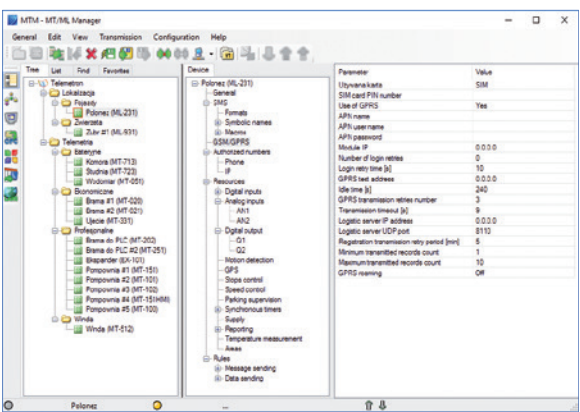 MTM - MT/ML Manager
General Edit View Transmission Configuration Help
Tree List Find Favorites
Telemetron
Lokalizacja
Pojazdy
Polonez (ML-231)
Zwierzeta
Żubr #1 (ML-931)
Telemetria
Bateryjne
Komora (MT-713)
Studnia (MT-723)
Wodomiar (MT-051)
Ekonomiczne
Brama #1 (MT-020)
Brama #2 (MT-021)
Ujecie (MT-331)
Profesjonalne
Brama do PLC (MT-202)
Brama do PLC #2 (MT-251)
Ekspander (EX-101)
Pompownia #1 (MT-151)
Pompownia #2 (MT-101)
Pompownia #3 (MT-102)
Pompownia #4 (MT-151HMI)
Pompownia #5 (MT-100)
Winda
Winda (MT-512)
Device
Polonez (ML-231)
General
SMS
Formats
Symbolic names
Macros
GSM/GPRS
Authorized numbers
Phone
IP
Resources
Digital inputs
Analog inputs
AN1
AN2
Digital output
Q1
Q2
Motion detection
GPS
Stops control
Speed control
Parking supervision
Synchronous timers
Supply
Reporting
Temperature measurement
Areas
Rules
Message sending
Data sending
Parameter Value
Używana karta SIM
SIM card PIN number
Use of GPRS Yes
APN name
APN user name
APN password
Module IP 0.0.0.0
Number of login retries 0
Login retry time [s] 10
GPRS test address 0.0.0.0
Idle time [s] 240
GPRS transmission retries number 3
Transmission timeout [s] 9
Logistic server IP address 0.0.0.0
Logistic server UDP port 8110
Registration transmission retry period [min] 5
Minimum transmitted records count 1
Maximum transmitted records count 10
GPRS roaming Off
Polonez ...